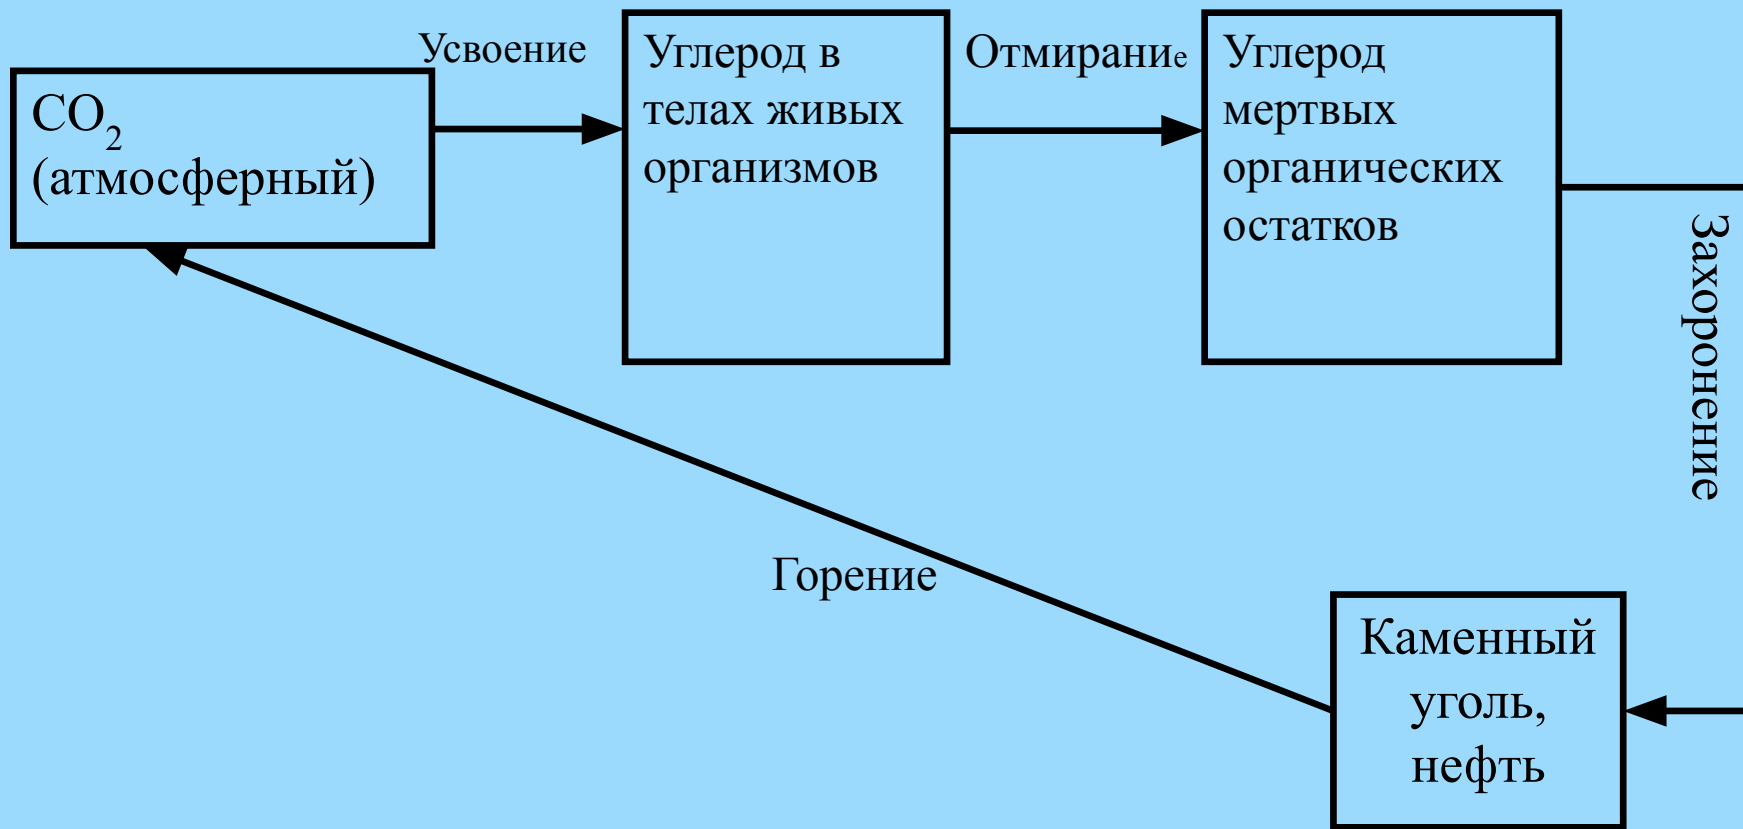 Усвоение
CO₂
(атмосферный)
Углерод в
телах живых
организмов
Отмирание
Углерод
мертвых
органических
остатков
Захоронение
Горение
Каменный
уголь,
нефть